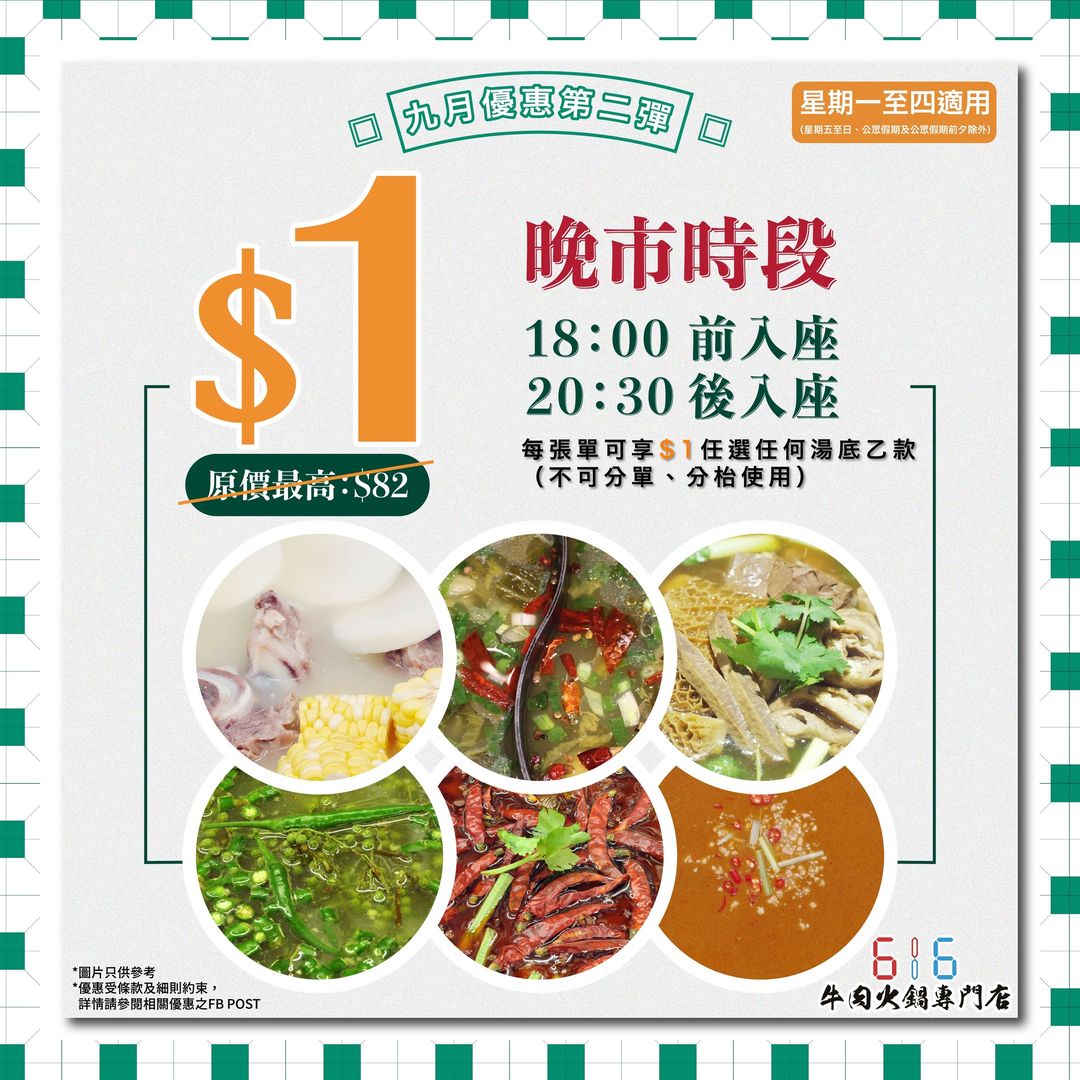 九月優惠第二彈
星期一至四適用
(星期五至日、公眾假期及公眾假期前夕除外)
$1
原價最高:$82
晚市時段
18:00 前入座
20:30 後入座
每張單可享$1任選任何湯底乙款
(不可分單、分枱使用)
*圖片只供參考
*優惠受條款及細則約束，
詳情請參閱相關優惠之FB POST
616
牛肉火鍋專門店